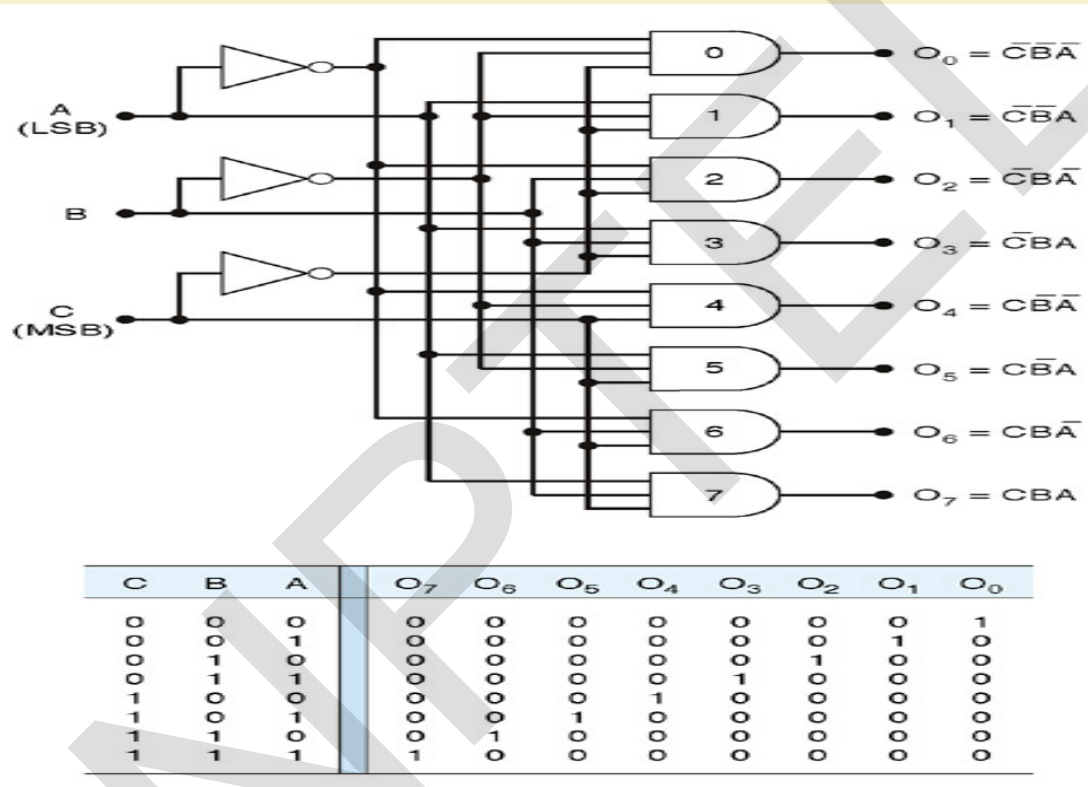 0 O₀ = C̅B̅A̅
A
(LSB) 1 O₁ = C̅B̅A
2 O₂ = C̅BA̅
B
3 O₃ = C̅BA
C
(MSB) 4 O₄ = CB̅A̅
5 O₅ = CB̅A
6 O₆ = CBA̅
7 O₇ = CBA
C B A O₇ O₆ O₅ O₄ O₃ O₂ O₁ O₀
0 0 0 0 0 0 0 0 0 0 1
0 0 1 0 0 0 0 0 0 1 0
0 1 0 0 0 0 0 0 1 0 0
0 1 1 0 0 0 0 1 0 0 0
1 0 0 0 0 0 1 0 0 0 0
1 0 1 0 0 1 0 0 0 0 0
1 1 0 0 1 0 0 0 0 0 0
1 1 1 1 0 0 0 0 0 0 0
NPTEL